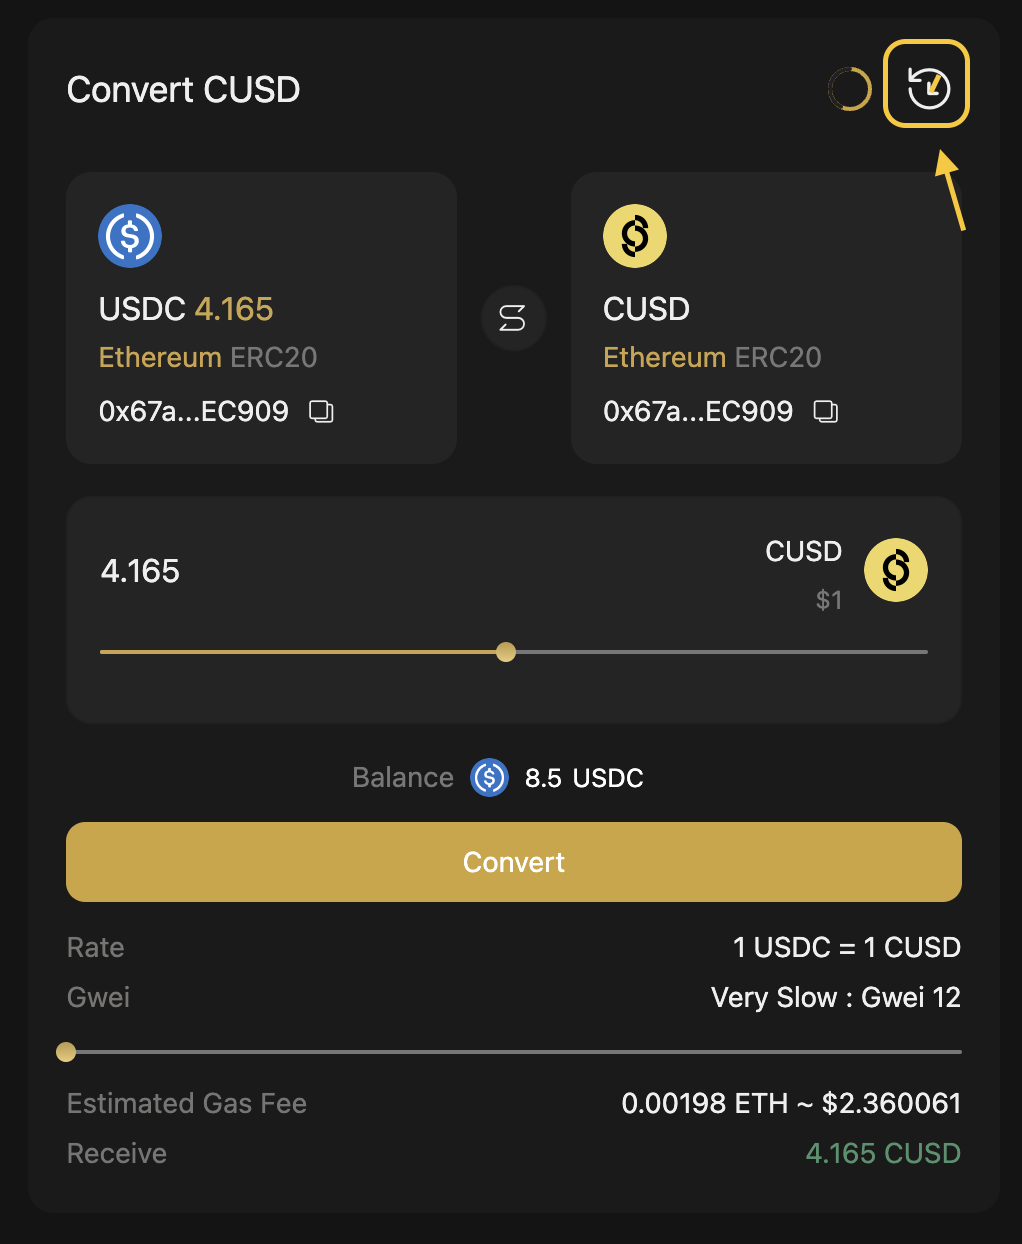 Convert CUSD
USDC 4.165
Ethereum ERC20
0x67a...EC909
CUSD
Ethereum ERC20
0x67a...EC909
4.165
CUSD
$1
Balance 8.5 USDC
Convert
Rate 1 USDC = 1 CUSD
Gwei Very Slow : Gwei 12
Estimated Gas Fee 0.00198 ETH ~ $2.360061
Receive 4.165 CUSD